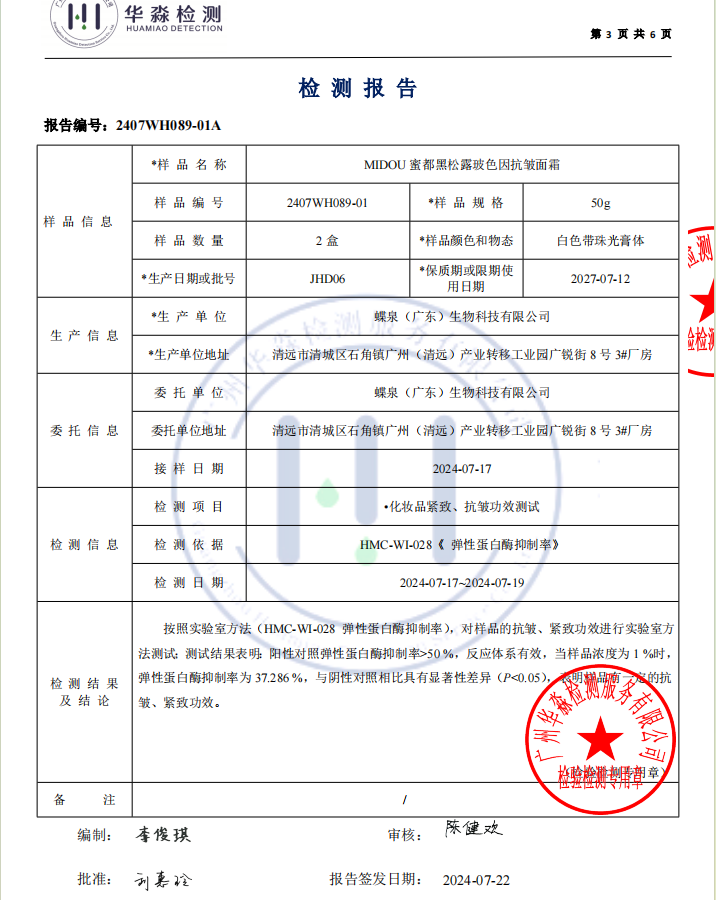 华淼检测
HUAMIAO DETECTION
第 3 页 共 6 页
检 测 报 告
报告编号：2407WH089-01A
样 品 信 息
*样 品 名 称
MIDOU 蜜都黑松露玻色因抗皱面霜
样 品 编 号
2407WH089-01
*样 品 规 格
50g
样 品 数 量
2 盒
*样品颜色和物态
白色带珠光膏体
*生产日期或批号
JHD06
*保质期或限期使
用日期
2027-07-12
生 产 信 息
*生 产 单 位
蝶泉（广东）生物科技有限公司
*生产单位地址
清远市清城区石角镇广州（清远）产业转移工业园广锐街 8 号 3#厂房
委 托 信 息
委 托 单 位
蝶泉（广东）生物科技有限公司
委托单位地址
清远市清城区石角镇广州（清远）产业转移工业园广锐街 8 号 3#厂房
接 样 日 期
2024-07-17
检 测 信 息
检 测 项 目
•化妆品紧致、抗皱功效测试
检 测 依 据
HMC-WI-028《 弹性蛋白酶抑制率》
检 测 日 期
2024-07-17~2024-07-19
检 测 结 果
及 结 论
按照实验室方法（HMC-WI-028 弹性蛋白酶抑制率），对样品的抗皱、紧致功效进行实验室方
法测试；测试结果表明：阳性对照弹性蛋白酶抑制率>50 %，反应体系有效，当样品浓度为 1 %时，
弹性蛋白酶抑制率为 37.286 %，与阴性对照相比具有显著性差异（P<0.05），表明样品有一定的抗
皱、紧致功效。
（检验检测专用章）
广州华淼检测服务有限公司
检验检测专用章
备 注
/
编制：李俊琪
审核：陈健欢
批准：
报告签发日期： 2024-07-22